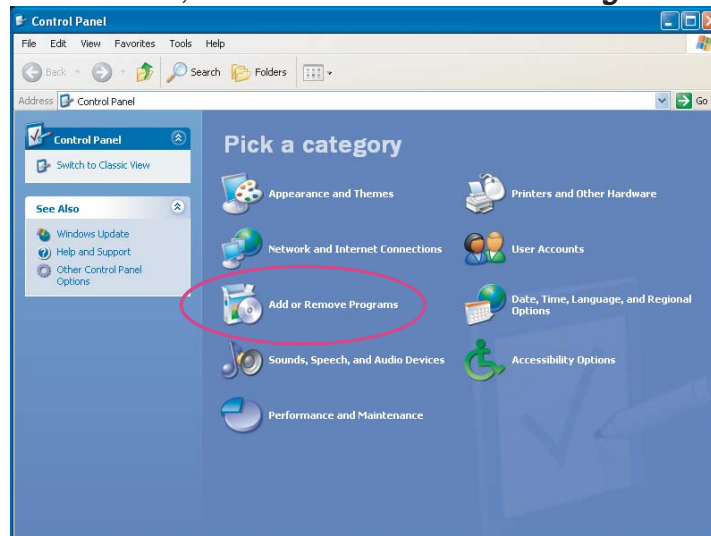 Control Panel
File Edit View Favorites Tools Help
Back Search Folders
Address Control Panel Go
Control Panel
Switch to Classic View
See Also
Windows Update
Help and Support
Other Control Panel
Options
Pick a category
Appearance and Themes
Printers and Other Hardware
Network and Internet Connections
User Accounts
Add or Remove Programs
Date, Time, Language, and Regional
Options
Sounds, Speech, and Audio Devices
Accessibility Options
Performance and Maintenance